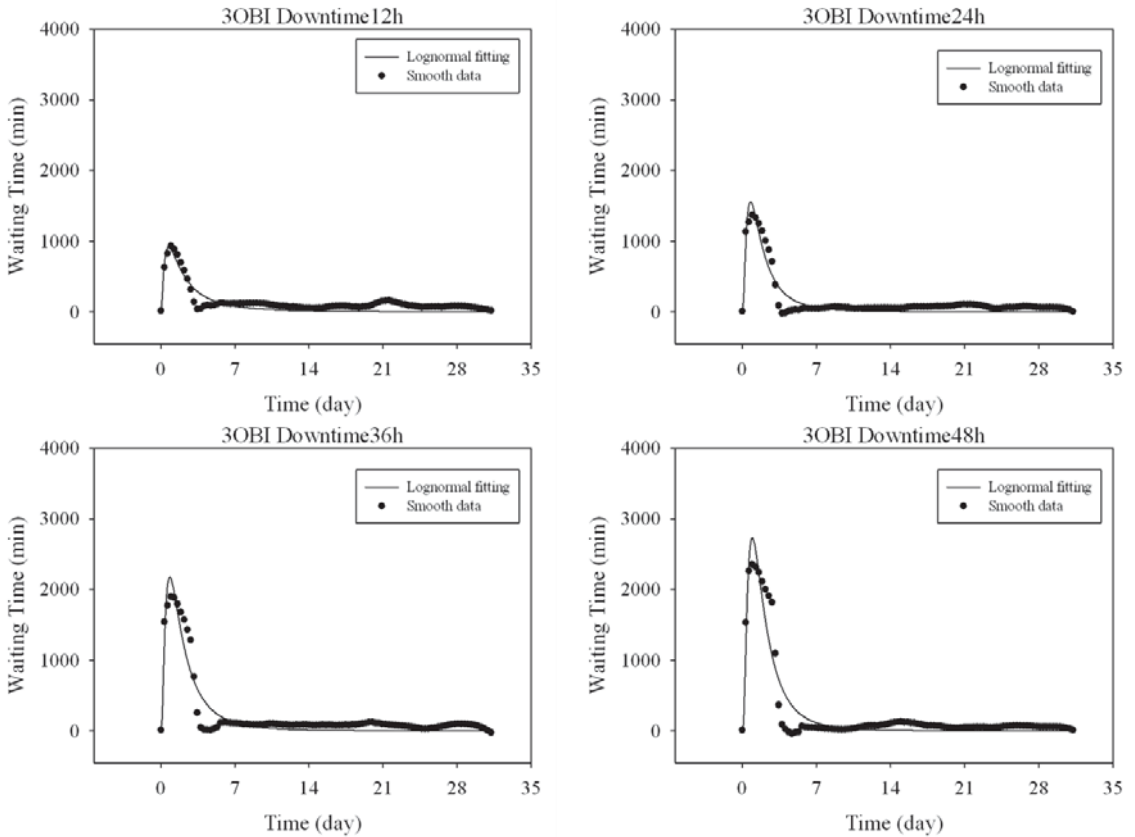 3OBI Downtime12h
4000
3000
2000
1000
0
Waiting Time (min)
Lognormal fitting
Smooth data
0 7 14 21 28 35
Time (day)
3OBI Downtime24h
4000
3000
2000
1000
0
Waiting Time (min)
Lognormal fitting
Smooth data
0 7 14 21 28 35
Time (day)
3OBI Downtime36h
4000
3000
2000
1000
0
Waiting Time (min)
Lognormal fitting
Smooth data
0 7 14 21 28 35
Time (day)
3OBI Downtime48h
4000
3000
2000
1000
0
Waiting Time (min)
Lognormal fitting
Smooth data
0 7 14 21 28 35
Time (day)